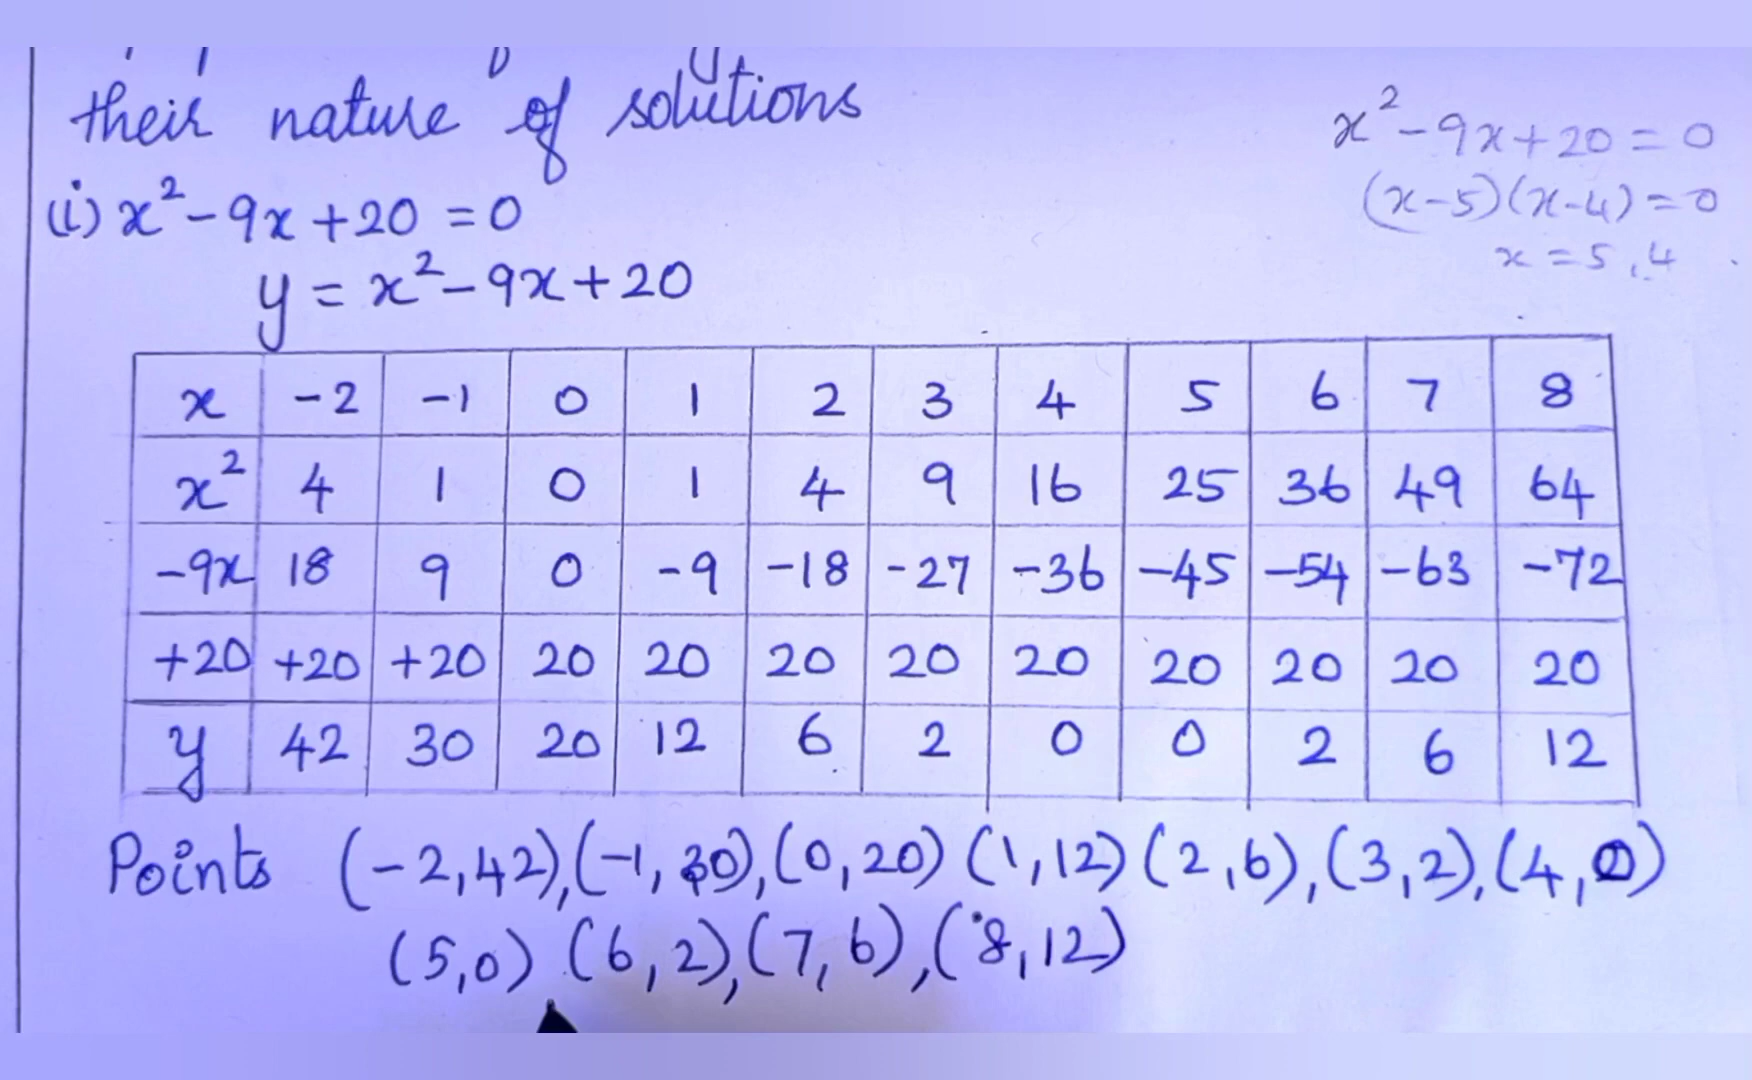 their nature of solutions
x² - 9x + 20 = 0
(x-5)(x-4) = 0
x = 5, 4
(i) x² - 9x + 20 = 0
y = x² - 9x + 20
x -2 -1 0 1 2 3 4 5 6 7 8
x² 4 1 0 1 4 9 16 25 36 49 64
-9x 18 9 0 -9 -18 -27 -36 -45 -54 -63 -72
+20 +20 +20 20 20 20 20 20 20 20 20 20
y 42 30 20 12 6 2 0 0 2 6 12
Points (-2,42),(-1,30),(0,20) (1,12) (2,6),(3,2),(4,0)
(5,0) (6,2),(7,6),(8,12)